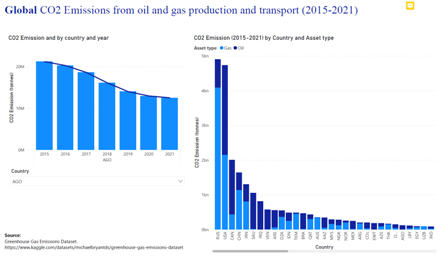 Global CO2 Emissions from oil and gas production and transport (2015-2021)
CO2 Emission and by country and year
CO2 Emission (tonnes)
20M
10M
0M
2015 2016 2017 2018 2019 2020 2021
AGO
Country
AGO
CO2 Emission (2015-2021) by Country and Asset type
Asset type Gas Oil
CO2 Emission (tonnes)
5bn
4bn
3bn
2bn
1bn
0bn
RUS USA CAN CHN IRN SAU IRQ
Country
Source:
Greenhouse Gas Emissions Dataset.
https://www.kaggle.com/datasets/michaelbryantds/greenhouse-gas-emissions-dataset